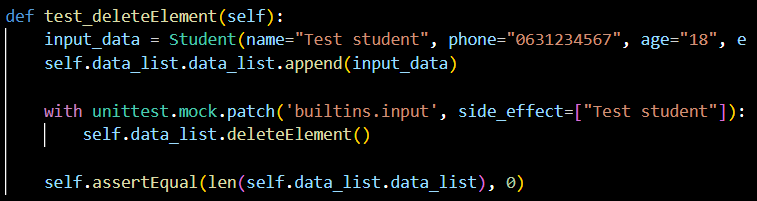 def test_deleteElement(self):
input_data = Student(name="Test student", phone="0631234567", age="18", e
self.data_list.data_list.append(input_data)
with unittest.mock.patch('builtins.input', side_effect=["Test student"]):
self.data_list.deleteElement()
self.assertEqual(len(self.data_list.data_list), 0)